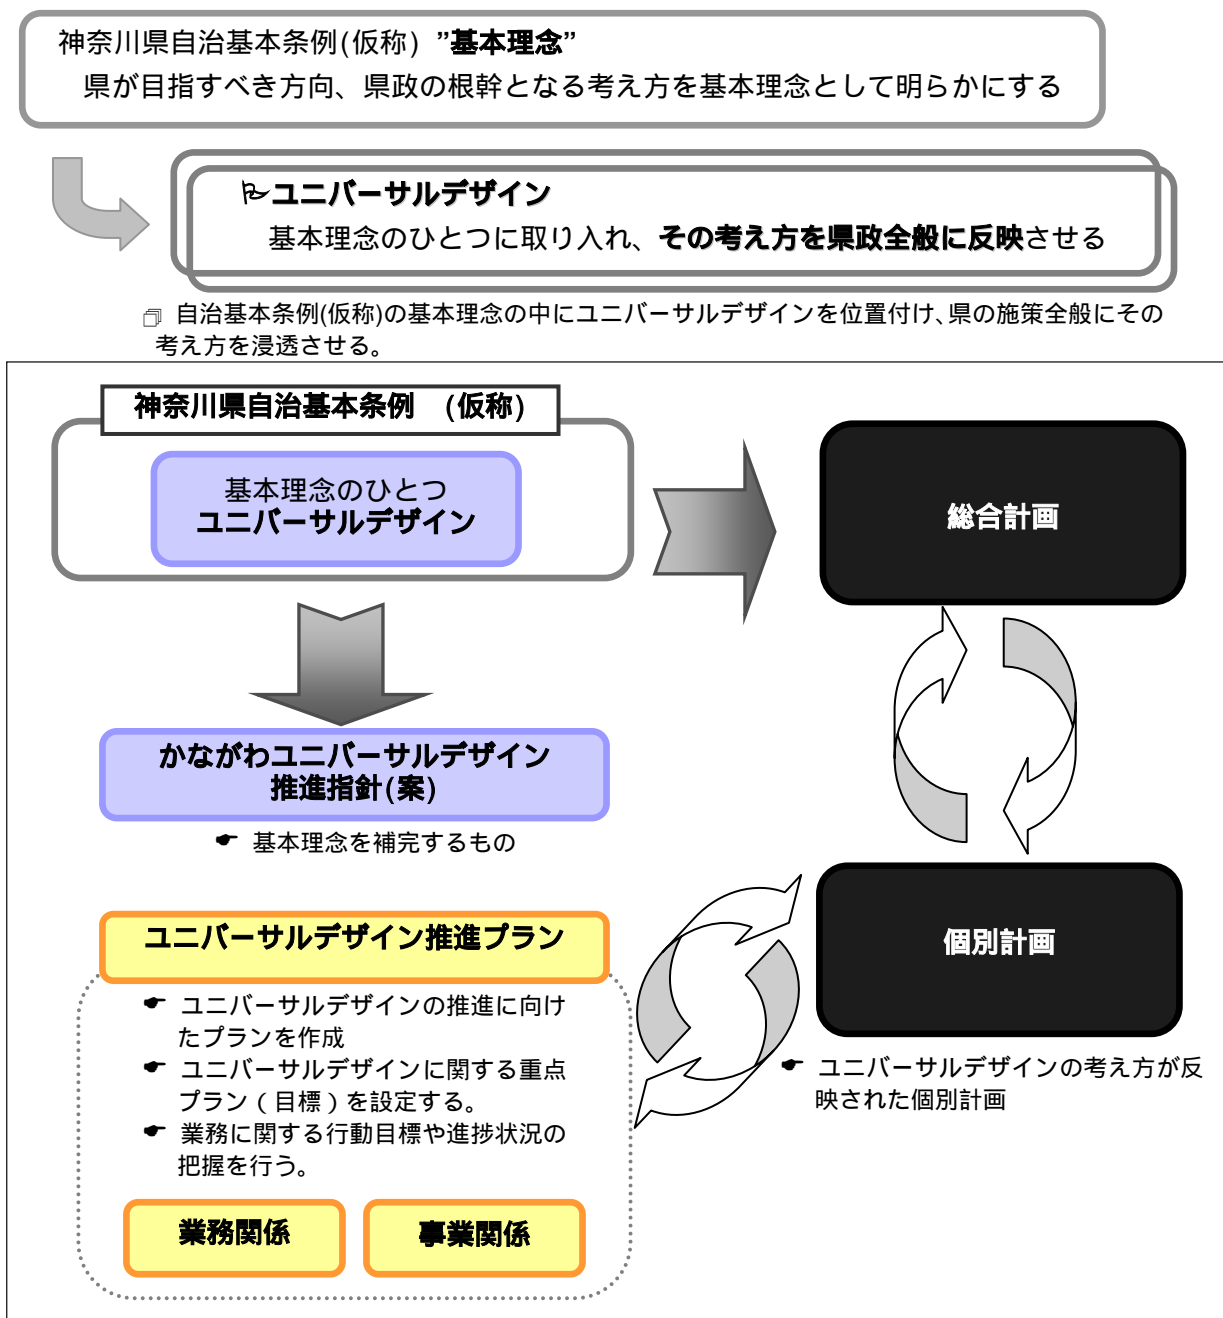 神奈川県自治基本条例(仮称) ”基本理念”
県が目指すべき方向、県政の根幹となる考え方を基本理念として明らかにする
ユニバーサルデザイン
基本理念のひとつに取り入れ、その考え方を県政全般に反映させる
自治基本条例(仮称)の基本理念の中にユニバーサルデザインを位置付け、県の施策全般にその
考え方を浸透させる。
神奈川県自治基本条例 (仮称)
基本理念のひとつ
ユニバーサルデザイン
総合計画
かながわユニバーサルデザイン
推進指針(案)
☛ 基本理念を補完するもの
ユニバーサルデザイン推進プラン
☛ ユニバーサルデザインの推進に向け
たプランを作成
☛ ユニバーサルデザインに関する重点
プラン(目標)を設定する。
☛ 業務に関する行動目標や進捗状況の
把握を行う。
業務関係
事業関係
個別計画
☛ ユニバーサルデザインの考え方が反
映された個別計画